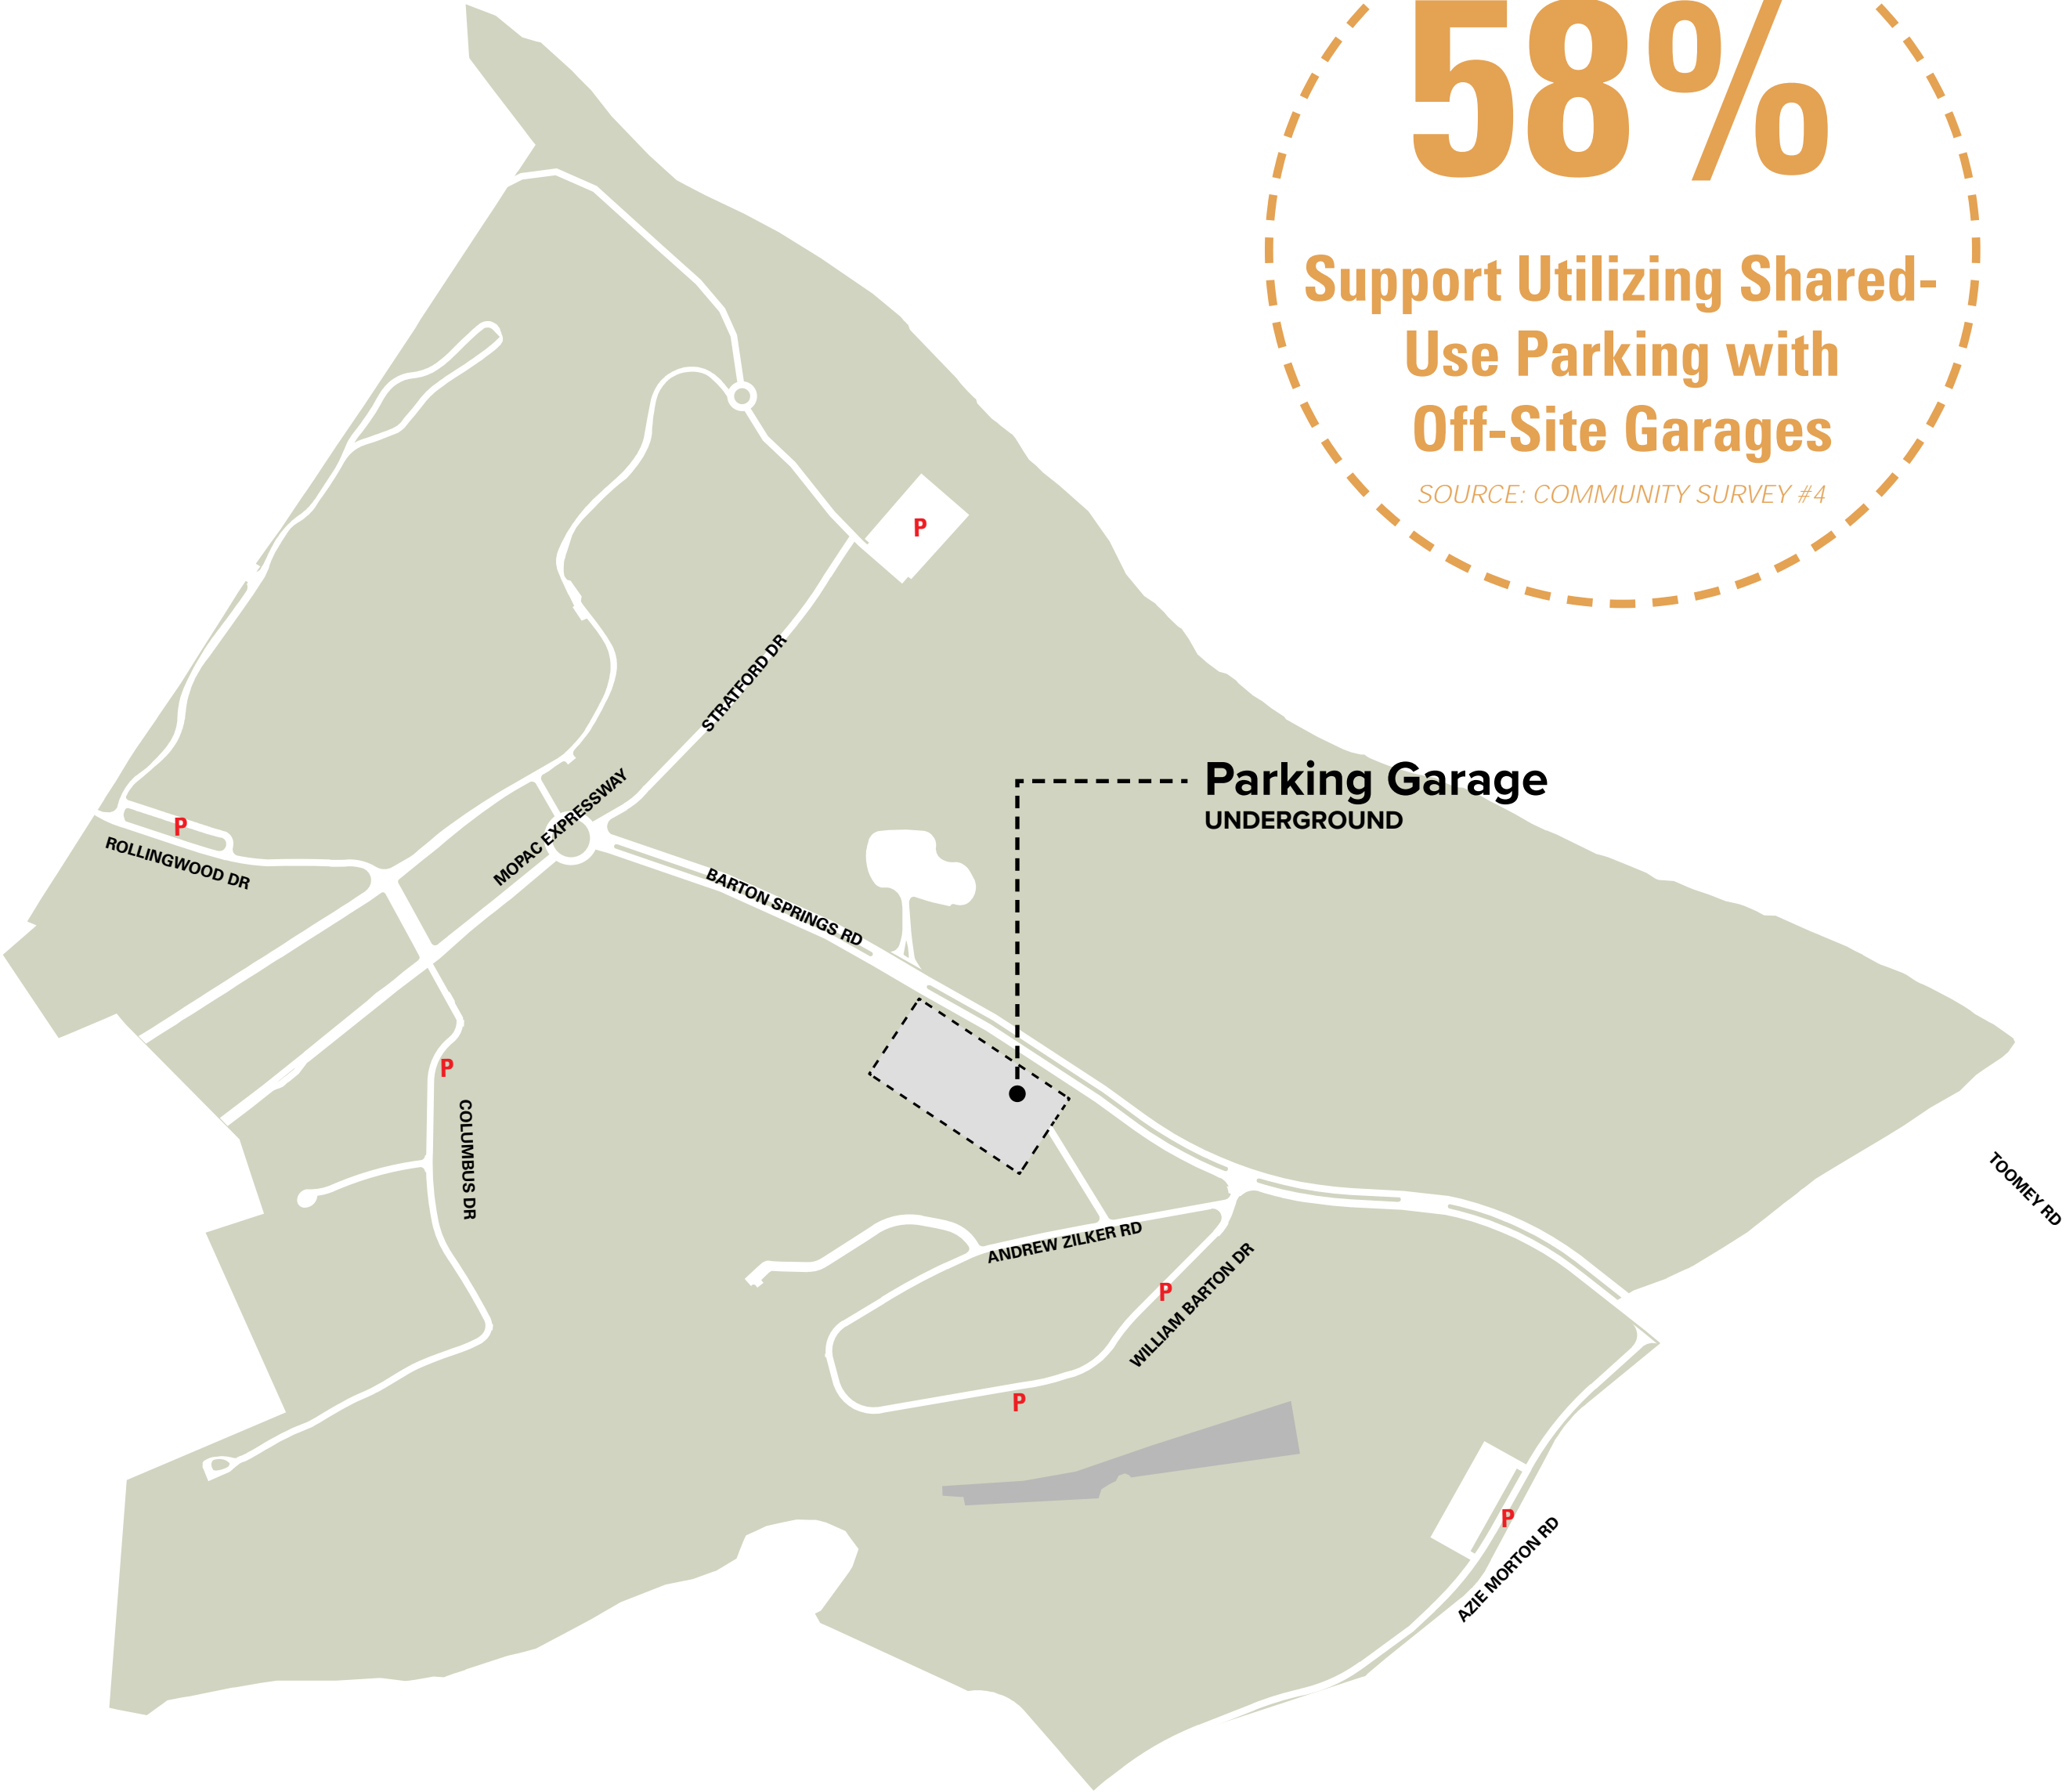 58%
Support Utilizing Shared-
Use Parking with
Off-Site Garages
SOURCE: COMMUNITY SURVEY #4
P
STRATFORD DR
Parking Garage
UNDERGROUND
MOPAC EXPRESSWAY
P
ROLLINGWOOD DR
BARTON SPRINGS RD
P
COLUMBUS DR
TOOMEY RD
ANDREW ZILKER RD
P
WILLIAM BARTON DR
P
P
AZIE MORTON RD